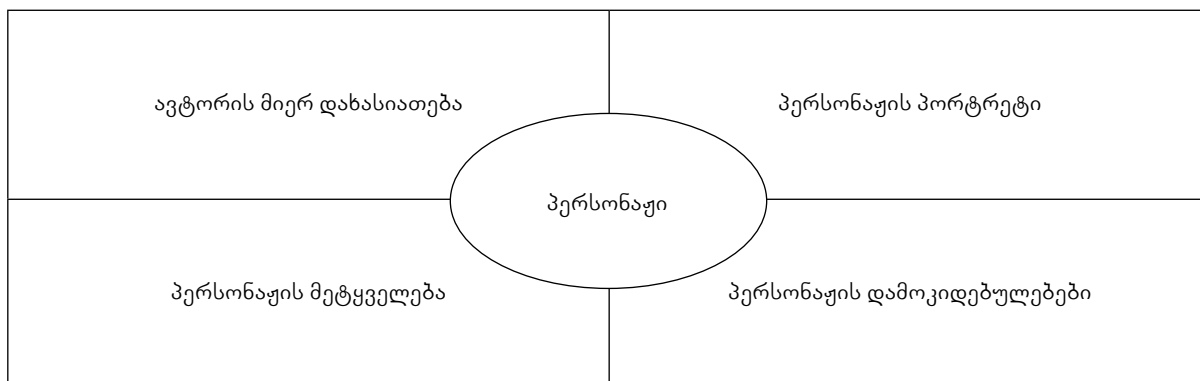 ავტორის მიერ დახასიათება
პერსონაჟის პორტრეტი
პერსონაჟი
პერსონაჟის მეტყველება
პერსონაჟის დამოკიდებულებები